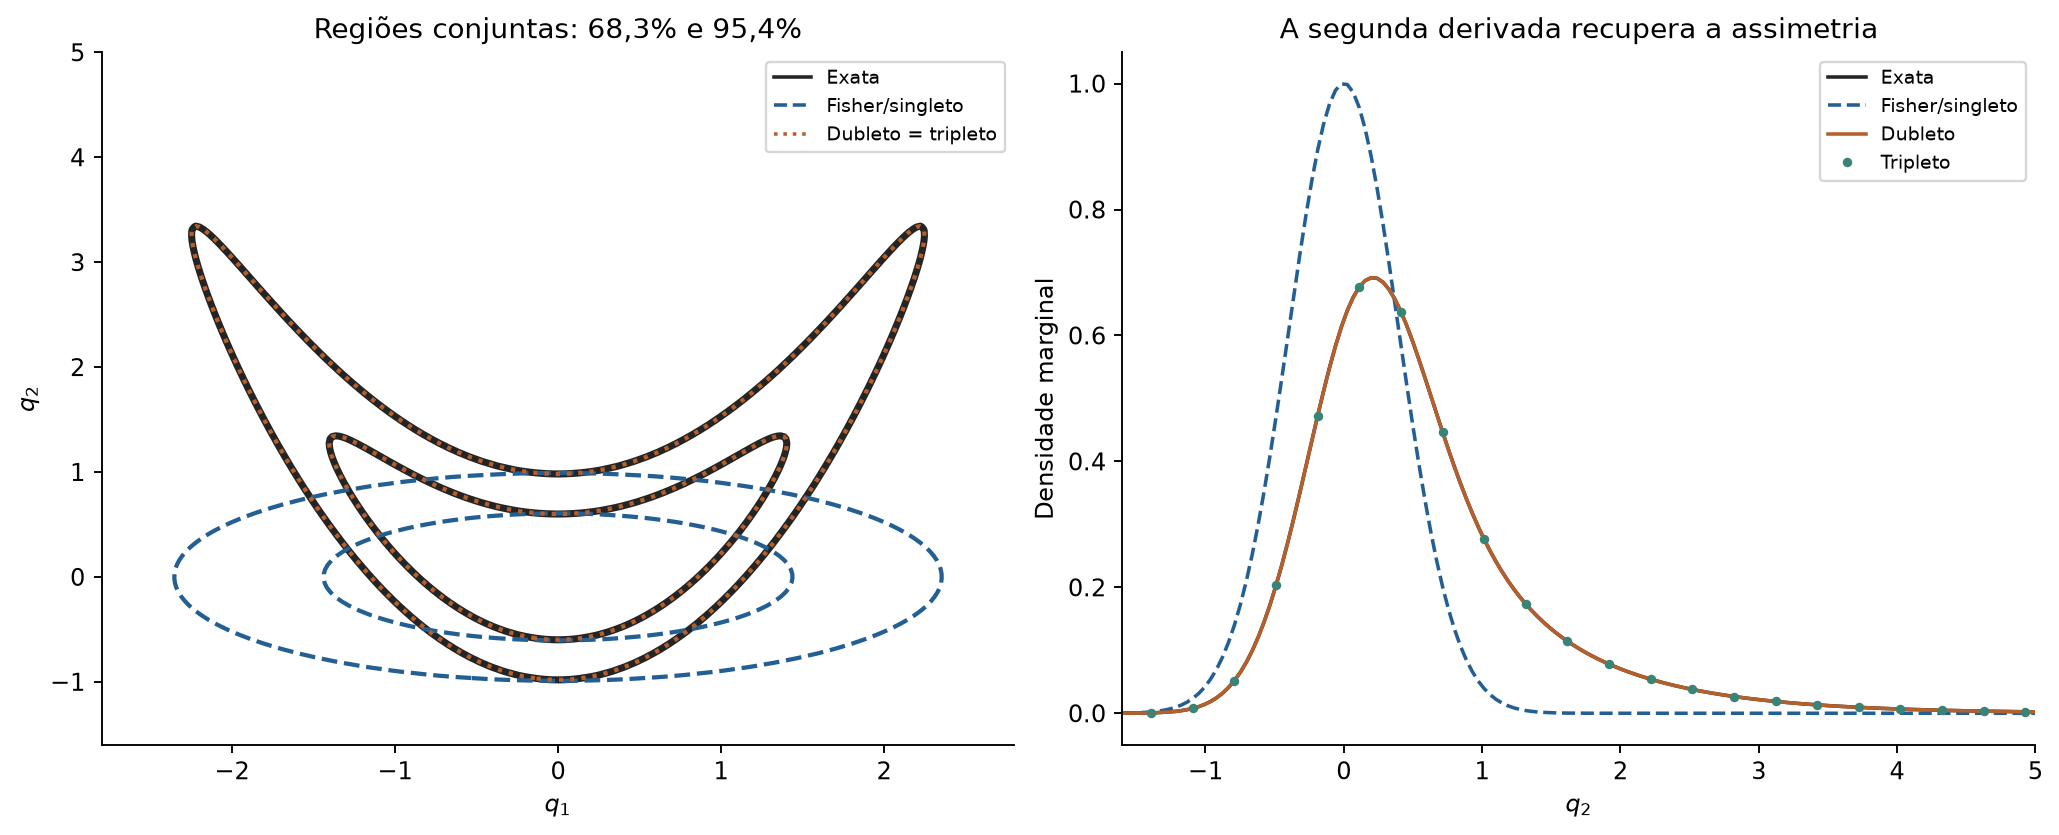 Regiões conjuntas: 68,3% e 95,4%
5
4
3
2
1
0
−1
q2
Exata
Fisher/singleto
Dubleto = tripleto
−2
−1
0
1
2
q1
A segunda derivada recupera a assimetria
1.0
0.8
0.6
0.4
0.2
0.0
Densidade marginal
Exata
Fisher/singleto
Dubleto
Tripleto
−1
0
1
2
3
4
5
q2